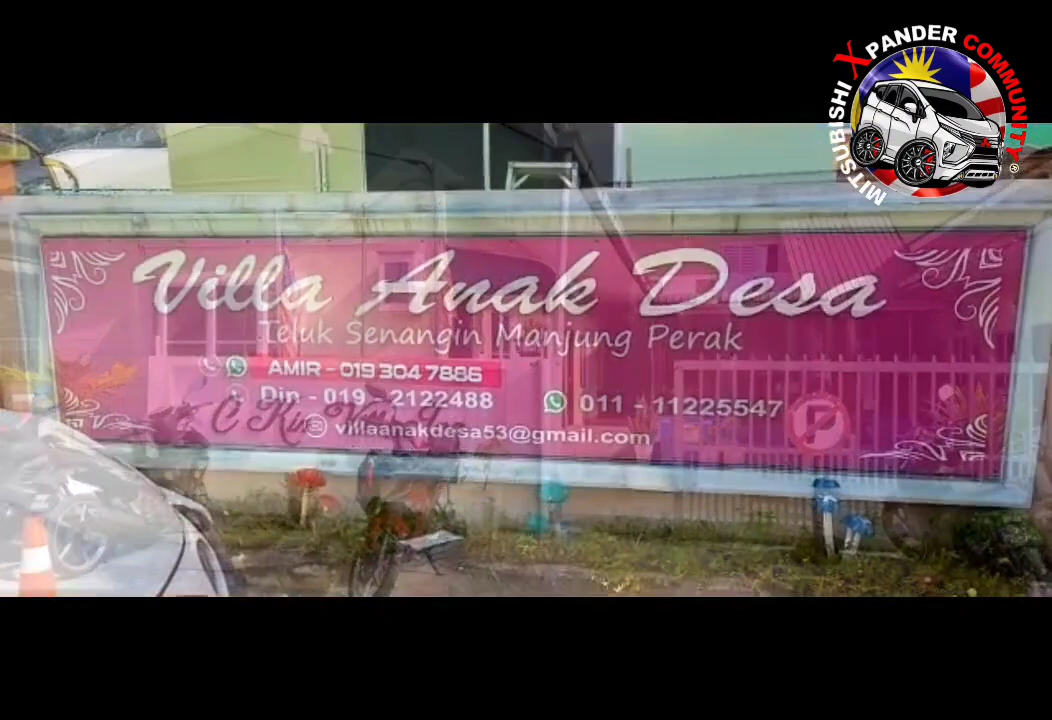 MITSUBISHI XPANDER COMMUNITY ®
Villa Anak Desa
Teluk Senangin Manjung Perak
AMIR - 019 304 7886
Din - 019 - 2122488
011 - 11225547
villaanakdesa53@gmail.com
P